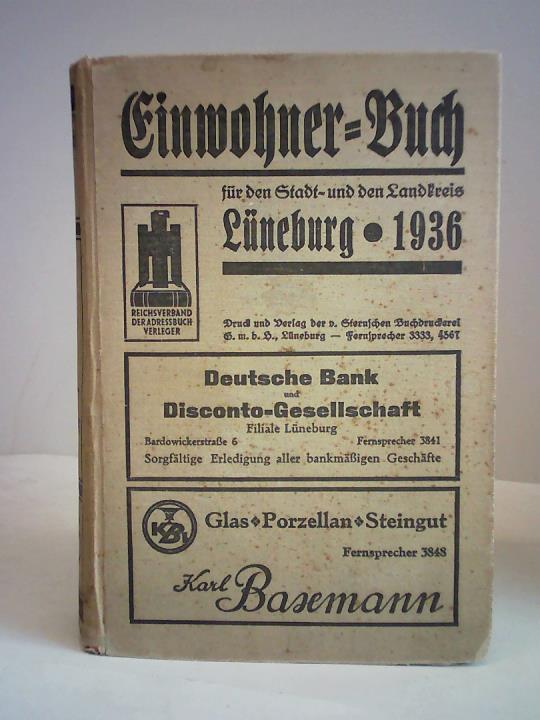 Einwohner=Buch
für den Stadt- und den Landkreis
Lüneburg • 1936
REICHSVERBAND
DER ADRESSBUCH-
VERLEGER
Druck und Verlag der v. Sternschen Buchdruckerei
G. m. b. H., Lüneburg — Fernsprecher 3333, 4567
Deutsche Bank
und
Disconto-Gesellschaft
Filiale Lüneburg
Bardowickerstraße 6 Fernsprecher 3841
Sorgfältige Erledigung aller bankmäßigen Geschäfte
KBL
Glas❖Porzellan❖Steingut
Fernsprecher 3848
Karl Basemann